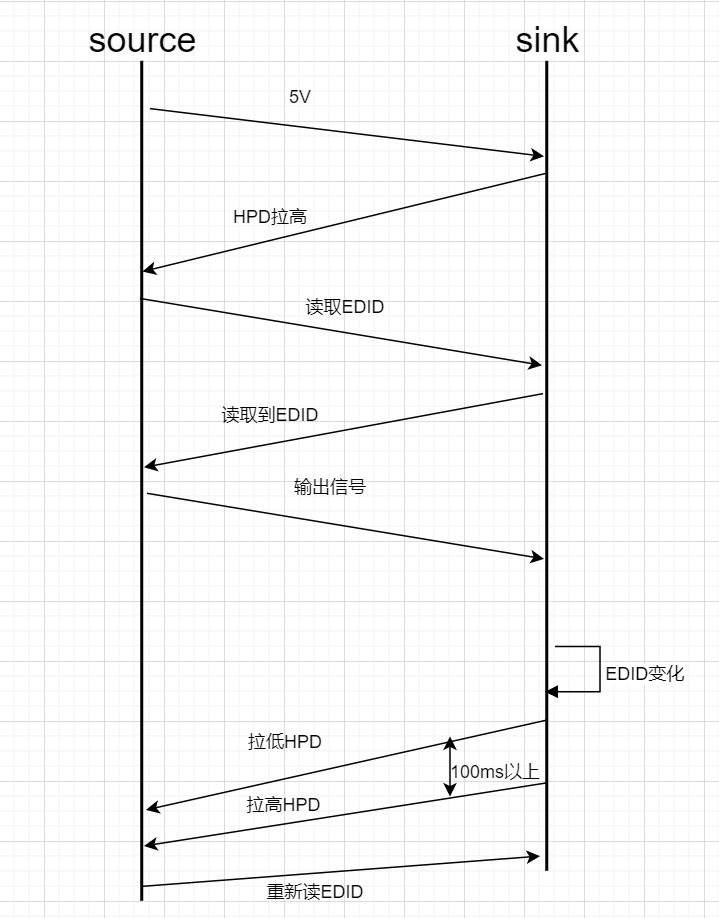 source
sink
5V
HPD拉高
读取EDID
读取到EDID
输出信号
EDID变化
拉低HPD
100ms以上
拉高HPD
重新读EDID